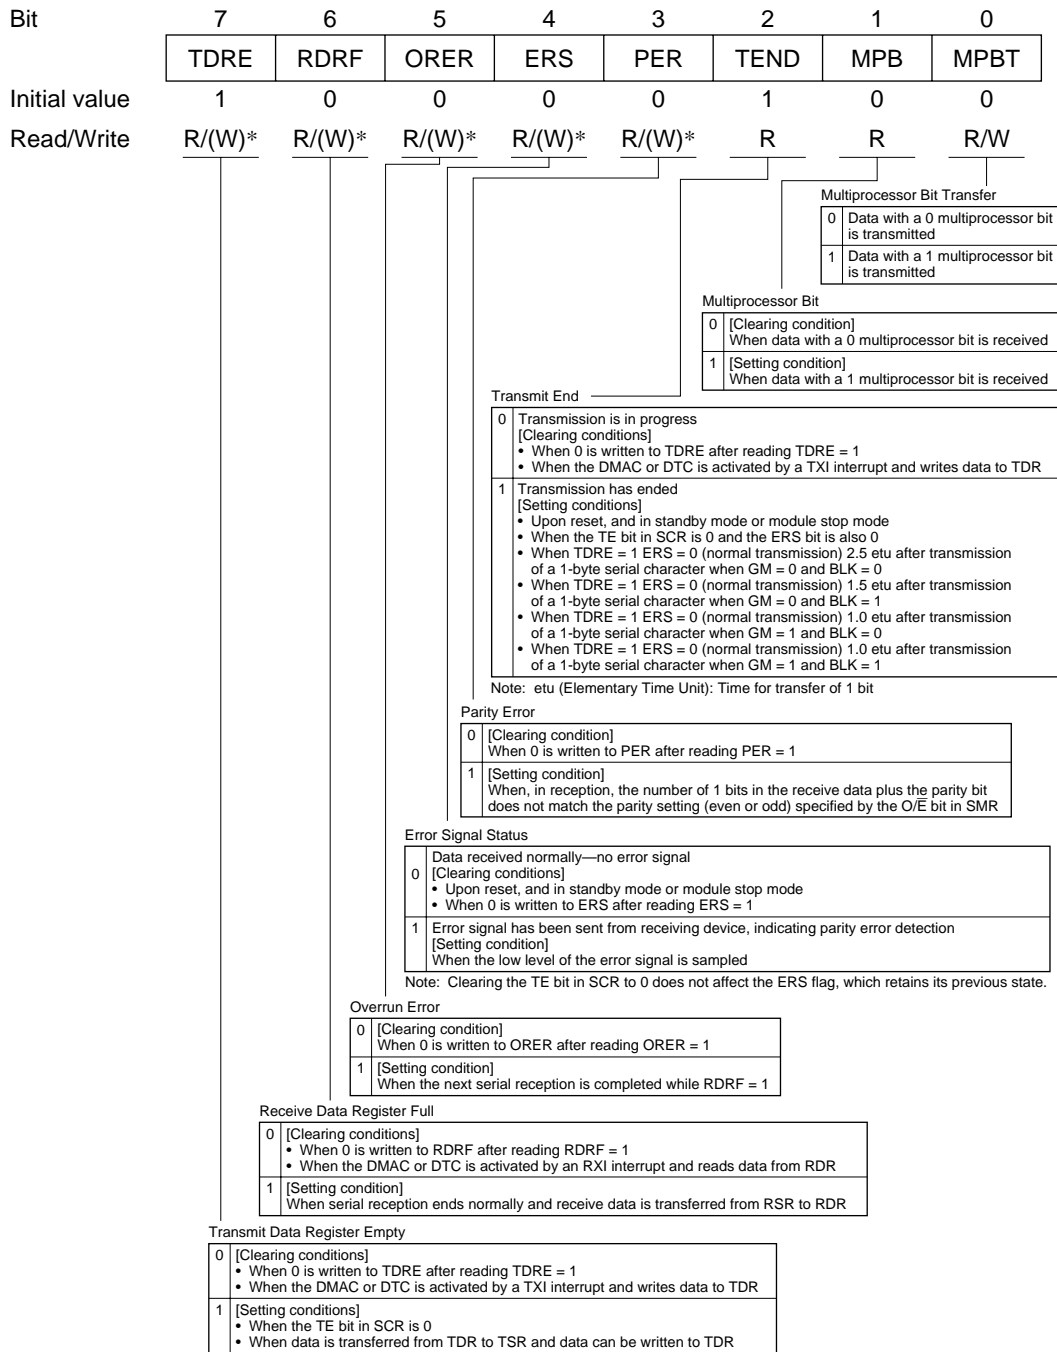 Bit 7 6 5 4 3 2 1 0
TDRE RDRF ORER ERS PER TEND MPB MPBT
Initial value 1 0 0 0 0 1 0 0
Read/Write R/(W)* R/(W)* R/(W)* R/(W)* R/(W)* R R R/W
Multiprocessor Bit Transfer
0 Data with a 0 multiprocessor bit
is transmitted
1 Data with a 1 multiprocessor bit
is transmitted
Multiprocessor Bit
0 [Clearing condition]
When data with a 0 multiprocessor bit is received
1 [Setting condition]
When data with a 1 multiprocessor bit is received
Transmit End
0 Transmission is in progress
[Clearing conditions]
• When 0 is written to TDRE after reading TDRE = 1
• When the DMAC or DTC is activated by a TXI interrupt and writes data to TDR
1 Transmission has ended
[Setting conditions]
• Upon reset, and in standby mode or module stop mode
• When the TE bit in SCR is 0 and the ERS bit is also 0
• When TDRE = 1 ERS = 0 (normal transmission) 2.5 etu after transmission
of a 1-byte serial character when GM = 0 and BLK = 0
• When TDRE = 1 ERS = 0 (normal transmission) 1.5 etu after transmission
of a 1-byte serial character when GM = 0 and BLK = 1
• When TDRE = 1 ERS = 0 (normal transmission) 1.0 etu after transmission
of a 1-byte serial character when GM = 1 and BLK = 0
• When TDRE = 1 ERS = 0 (normal transmission) 1.0 etu after transmission
of a 1-byte serial character when GM = 1 and BLK = 1
Note: etu (Elementary Time Unit): Time for transfer of 1 bit
Parity Error
0 [Clearing condition]
When 0 is written to PER after reading PER = 1
1 [Setting condition]
When, in reception, the number of 1 bits in the receive data plus the parity bit
does not match the parity setting (even or odd) specified by the O/E̅ bit in SMR
Error Signal Status
Data received normally—no error signal
0 [Clearing conditions]
• Upon reset, and in standby mode or module stop mode
• When 0 is written to ERS after reading ERS = 1
1 Error signal has been sent from receiving device, indicating parity error detection
[Setting condition]
When the low level of the error signal is sampled
Note: Clearing the TE bit in SCR to 0 does not affect the ERS flag, which retains its previous state.
Overrun Error
0 [Clearing condition]
When 0 is written to ORER after reading ORER = 1
1 [Setting condition]
When the next serial reception is completed while RDRF = 1
Receive Data Register Full
0 [Clearing conditions]
• When 0 is written to RDRF after reading RDRF = 1
• When the DMAC or DTC is activated by an RXI interrupt and reads data from RDR
1 [Setting condition]
When serial reception ends normally and receive data is transferred from RSR to RDR
Transmit Data Register Empty
0 [Clearing conditions]
• When 0 is written to TDRE after reading TDRE = 1
• When the DMAC or DTC is activated by a TXI interrupt and writes data to TDR
1 [Setting conditions]
• When the TE bit in SCR is 0
• When data is transferred from TDR to TSR and data can be written to TDR